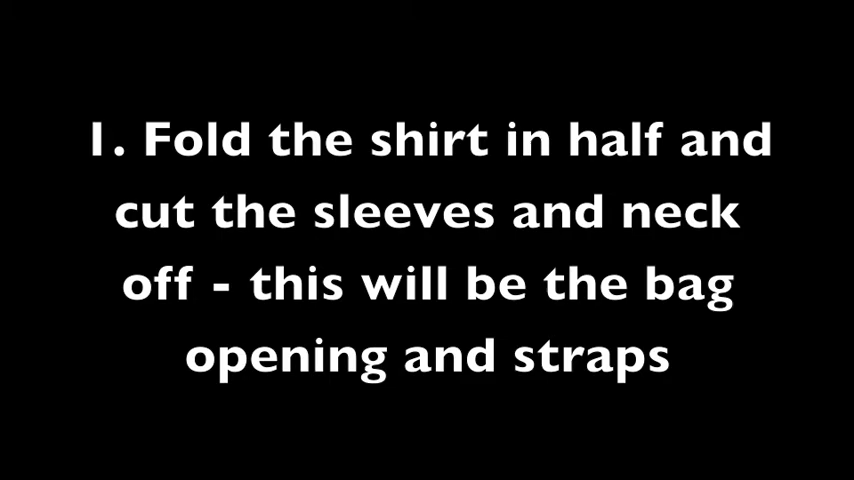 1. Fold the shirt in half and
cut the sleeves and neck
off - this will be the bag
opening and straps